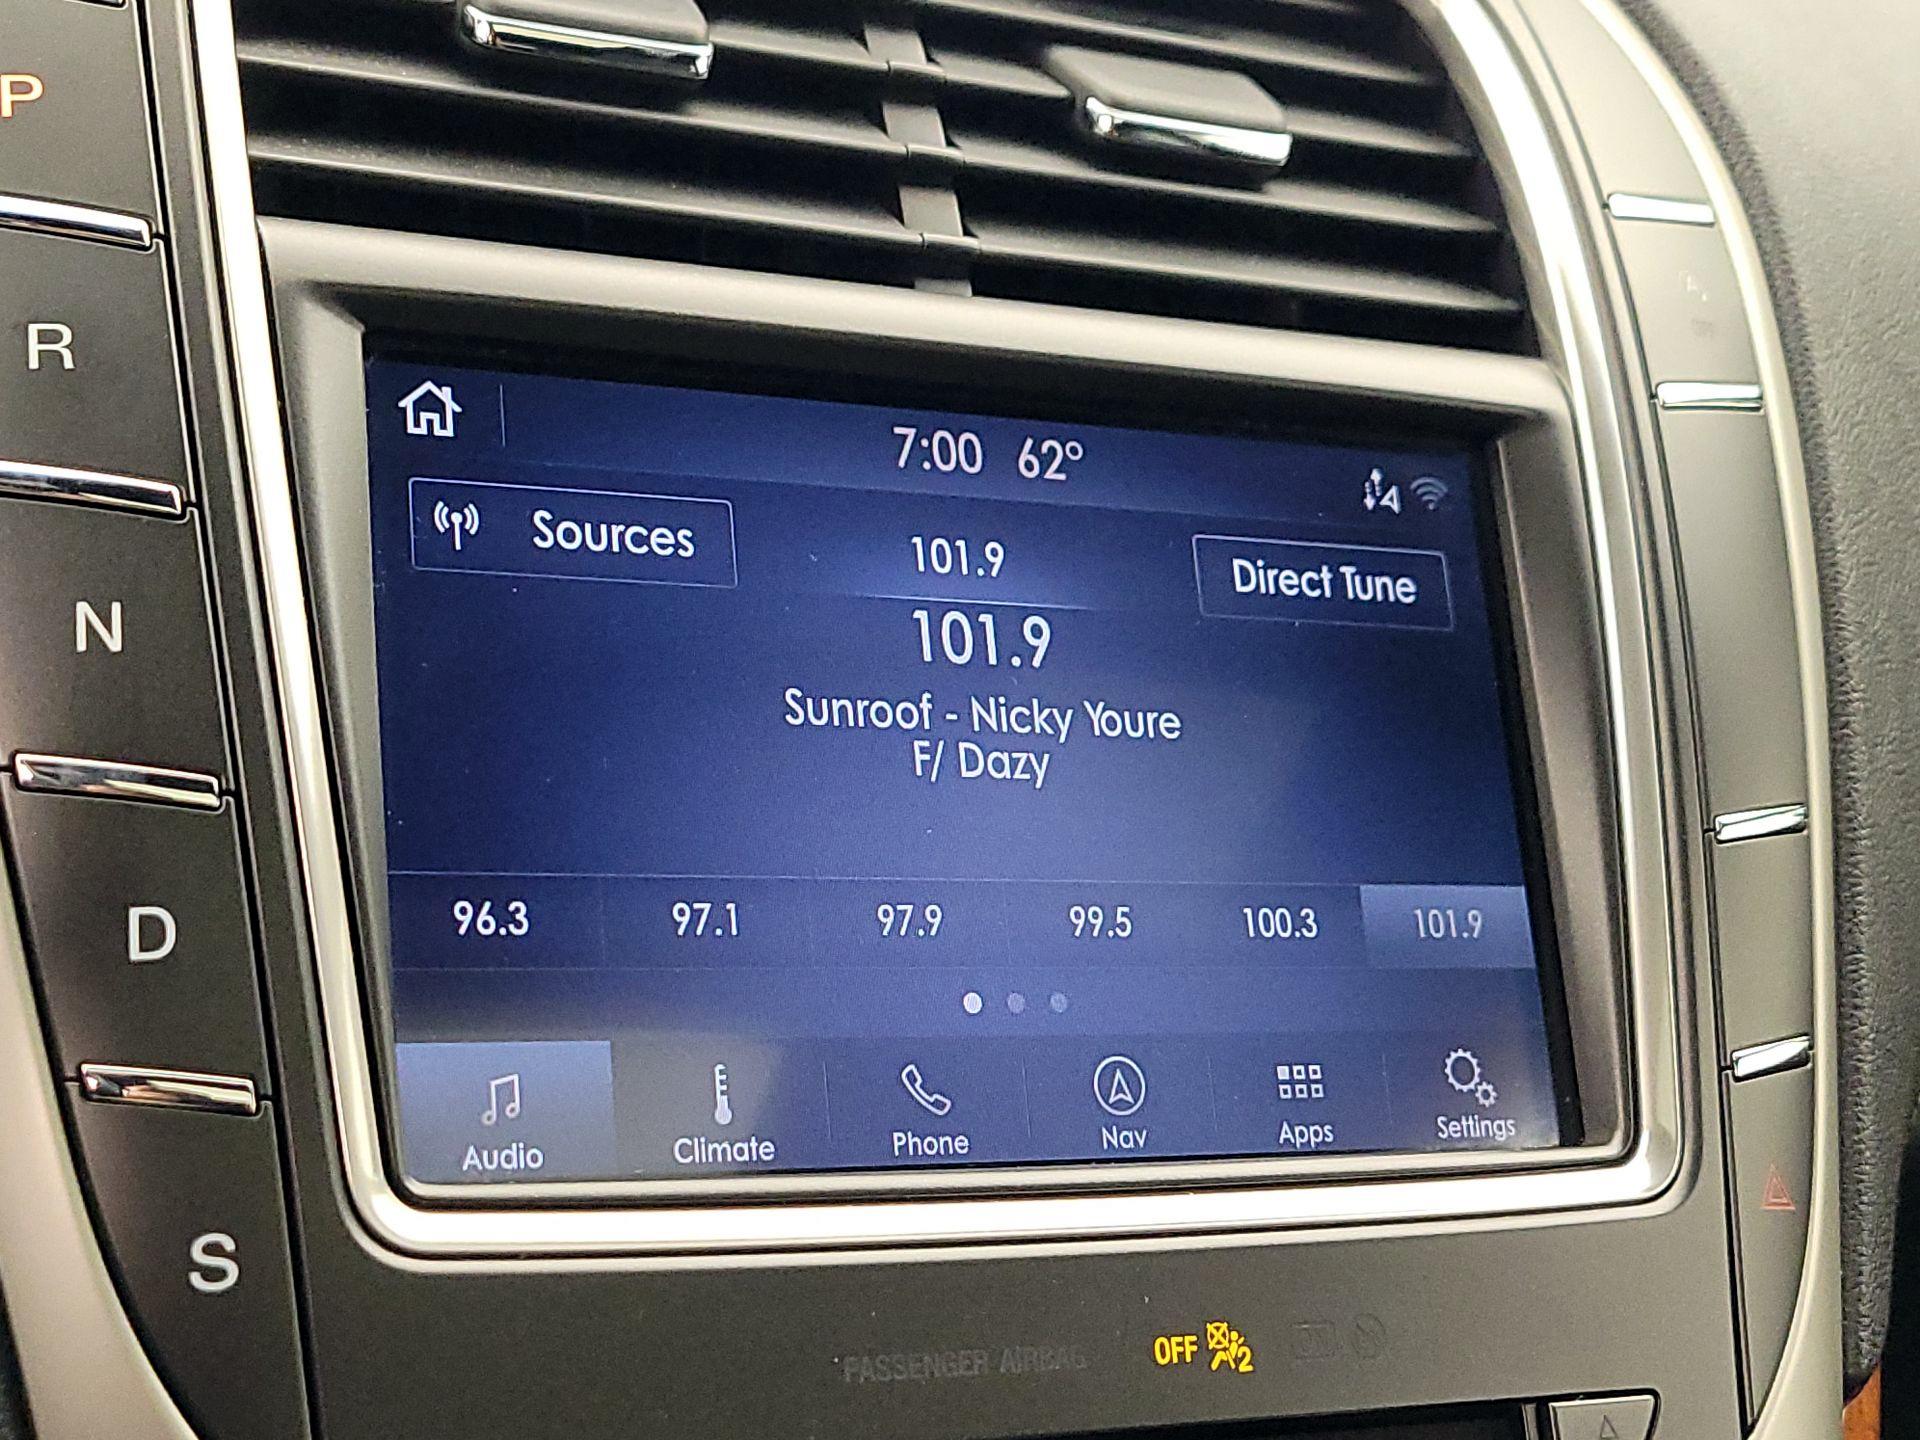 P
R
N
D
S
7:00 62°
Sources
101.9
Direct Tune
101.9
Sunroof - Nicky Youre
F/ Dazy
96.3 97.1 97.9 99.5 100.3 101.9
Audio Climate Phone Nav Apps Settings
PASSENGER AIRBAG OFF 2